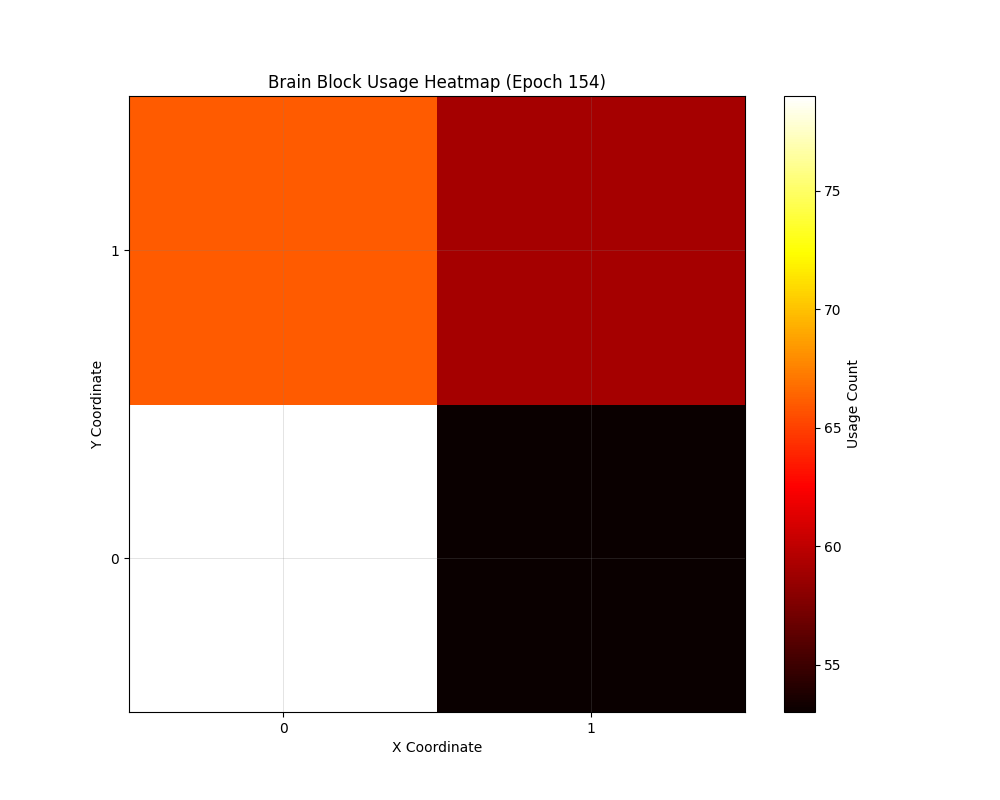 Brain Block Usage Heatmap (Epoch 154)
Y Coordinate
1
0
0 1
X Coordinate
75
70
65
60
55
Usage Count